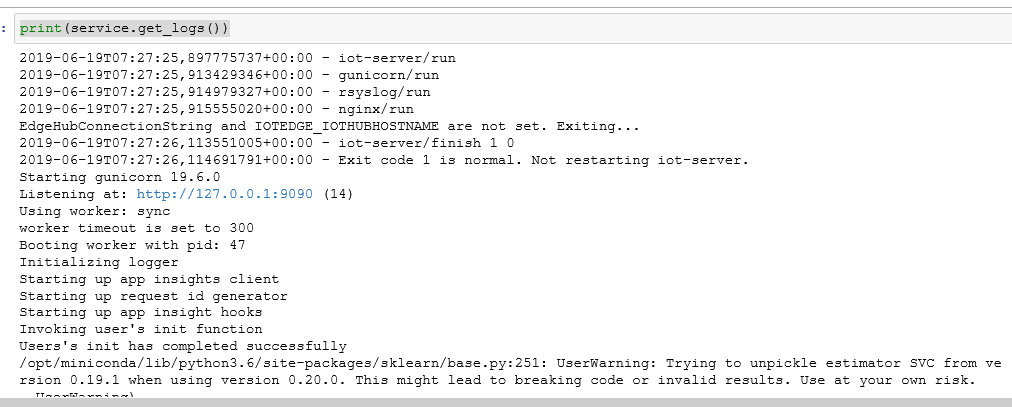 : print(service.get_logs())
2019-06-19T07:27:25,897775737+00:00 - iot-server/run
2019-06-19T07:27:25,913429346+00:00 - gunicorn/run
2019-06-19T07:27:25,914979327+00:00 - rsyslog/run
2019-06-19T07:27:25,915555020+00:00 - nginx/run
EdgeHubConnectionString and IOTEDGE_IOTHUBHOSTNAME are not set. Exiting...
2019-06-19T07:27:26,113551005+00:00 - iot-server/finish 1 0
2019-06-19T07:27:26,114691791+00:00 - Exit code 1 is normal. Not restarting iot-server.
Starting gunicorn 19.6.0
Listening at: http://127.0.0.1:9090 (14)
Using worker: sync
worker timeout is set to 300
Booting worker with pid: 47
Initializing logger
Starting up app insights client
Starting up request id generator
Starting up app insight hooks
Invoking user's init function
Users's init has completed successfully
/opt/miniconda/lib/python3.6/site-packages/sklearn/base.py:251: UserWarning: Trying to unpickle estimator SVC from ve
rsion 0.19.1 when using version 0.20.0. This might lead to breaking code or invalid results. Use at your own risk.
UserWarning)